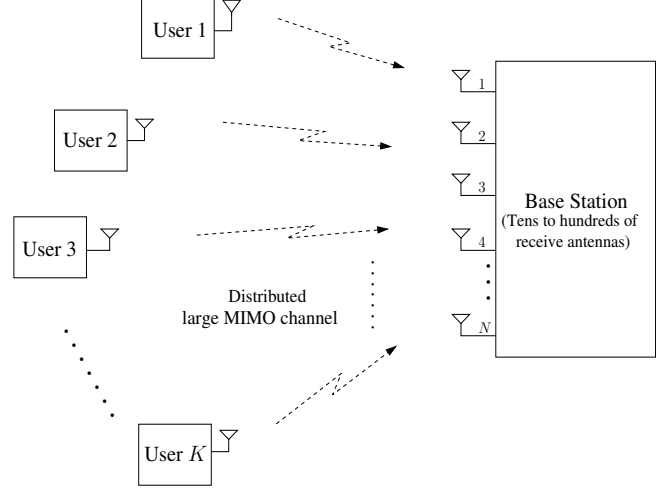 User 1
User 2
User 3
User K
Distributed
large MIMO channel
1
2
3
4
N
Base Station
(Tens to hundreds of
receive antennas)